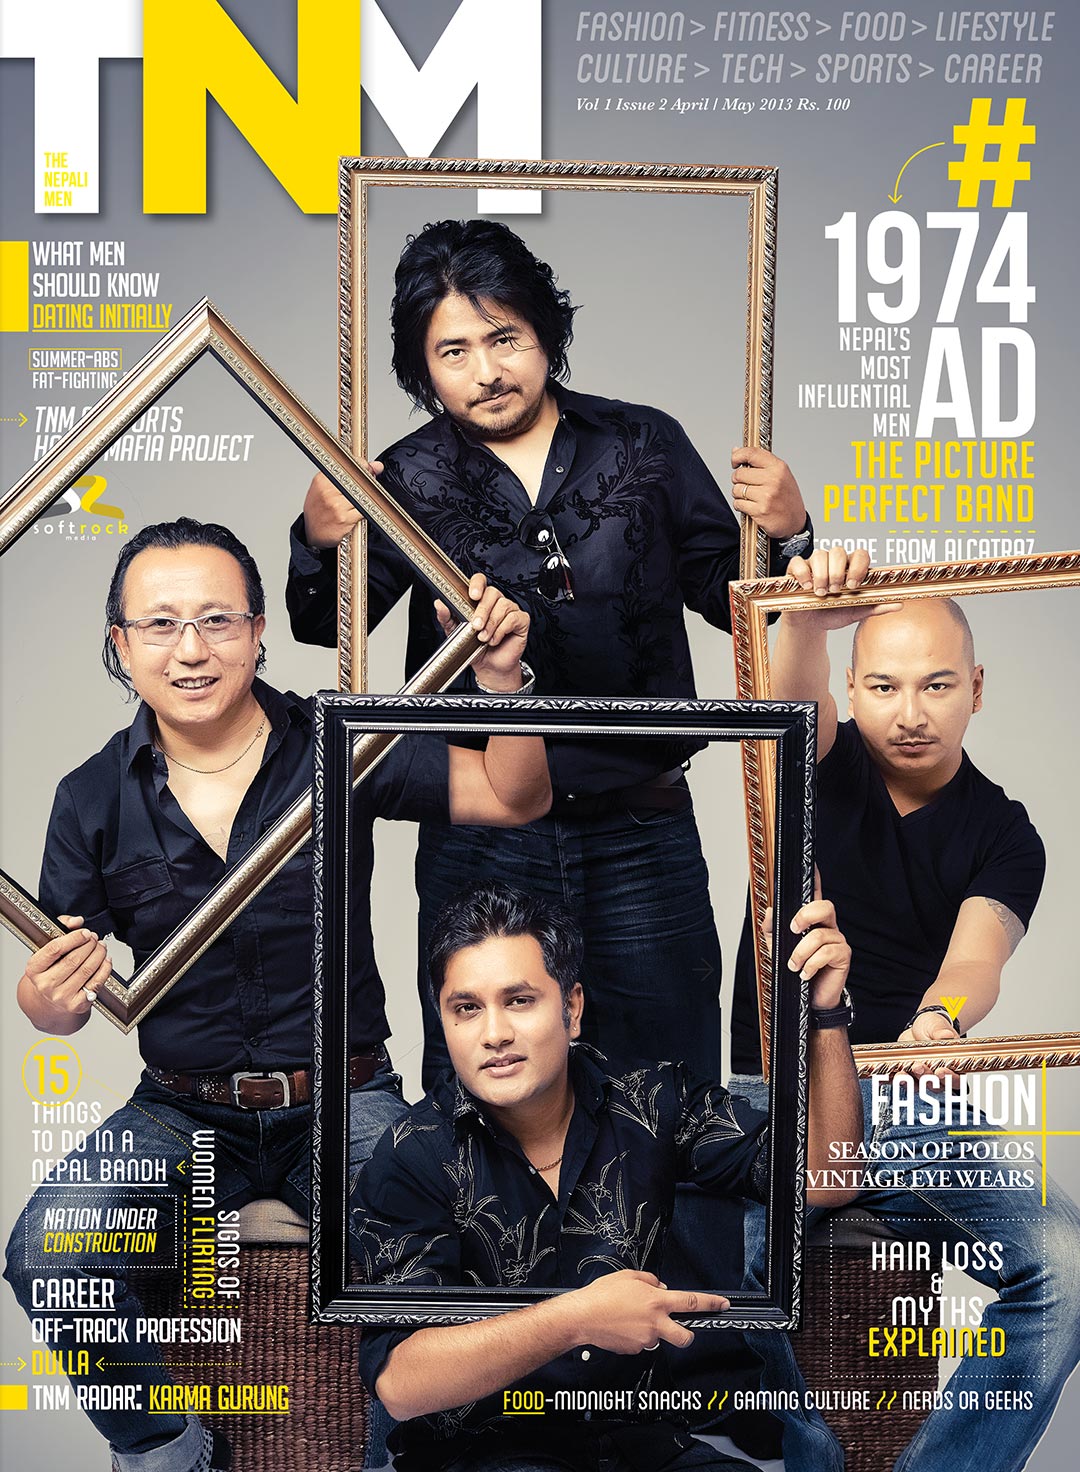 TNM
THE
NEPALI
MEN
FASHION > FITNESS > FOOD > LIFESTYLE
CULTURE > TECH > SPORTS > CAREER
Vol 1 Issue 2 April / May 2013 Rs. 100
#
1974
AD
NEPAL'S
MOST
INFLUENTIAL
MEN
THE PICTURE
PERFECT BAND
FROM ALCATRAZ
WHAT MEN
SHOULD KNOW
DATING INITIALLY
SUMMER-ABS
FAT-FIGHTING
TNM
MAFIA PROJECT
softrock
media
15
THINGS
TO DO IN A
NEPAL BANDH
SIGNS OF
WOMEN FLIRTING
NATION UNDER
CONSTRUCTION
CAREER
OFF-TRACK PROFESSION
DULLA
TNM RADAR: KARMA GURUNG
FASHION
SEASON OF POLOS
VINTAGE EYE WEARS
HAIR LOSS
&
MYTHS
EXPLAINED
FOOD-MIDNIGHT SNACKS // GAMING CULTURE // NERDS OR GEEKS